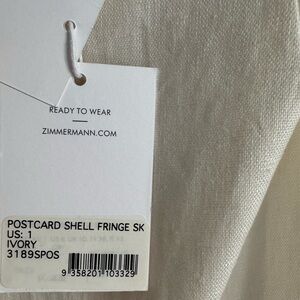 READY TO WEAR
ZIMMERMANN.COM
POSTCARD SHELL FRINGE SK
US: 1
IVORY
3189SPOS
9 358201 103329